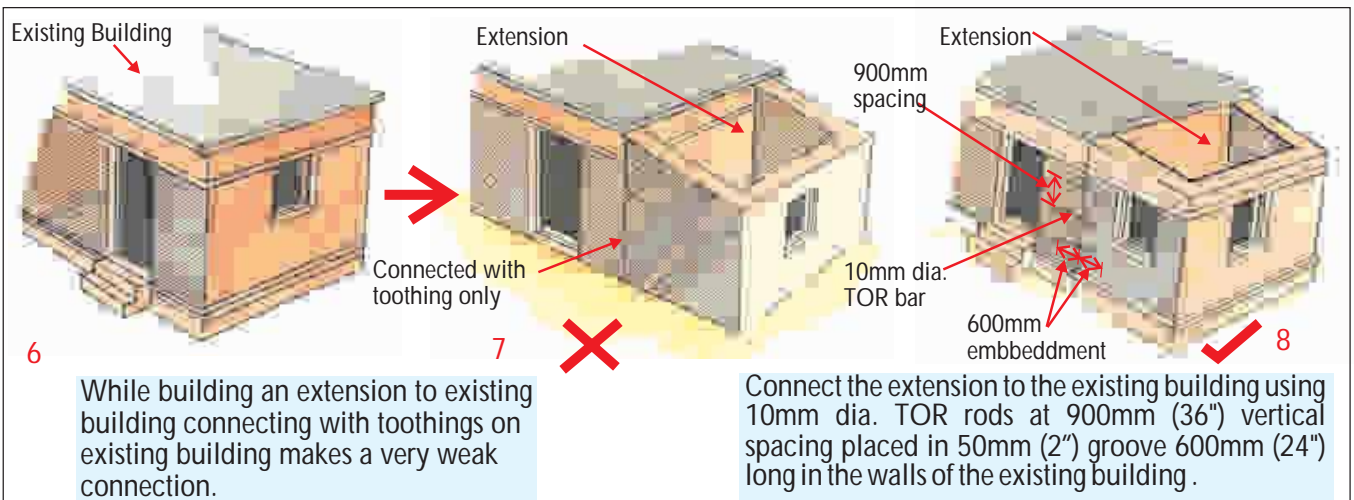 Existing Building
Extension
Extension
900mm
spacing
Connected with
toothing only
10mm dia.
TOR bar
600mm
embbeddment
6
7
8
While building an extension to existing
building connecting with toothings on
existing building makes a very weak
connection.
Connect the extension to the existing building using
10mm dia. TOR rods at 900mm (36") vertical
spacing placed in 50mm (2”) groove 600mm (24")
long in the walls of the existing building .